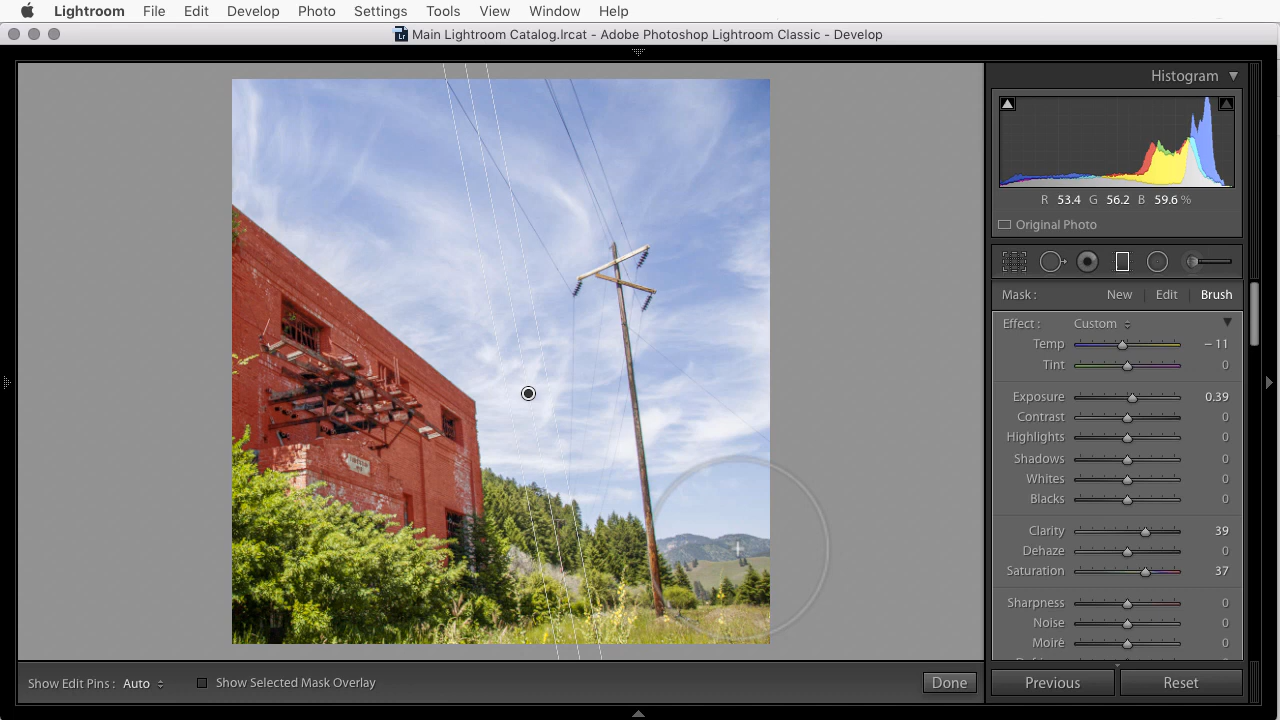 Lightroom File Edit Develop Photo Settings Tools View Window Help
Main Lightroom Catalog.lrcat - Adobe Photoshop Lightroom Classic - Develop
Histogram
R 53.4 G 56.2 B 59.6 %
Original Photo
Mask : New Edit Brush
Effect : Custom
Temp − 11
Tint 0
Exposure 0.39
Contrast 0
Highlights 0
Shadows 0
Whites 0
Blacks 0
Clarity 39
Dehaze 0
Saturation 37
Sharpness 0
Noise 0
Moiré 0
Show Edit Pins : Auto Show Selected Mask Overlay Done Previous Reset